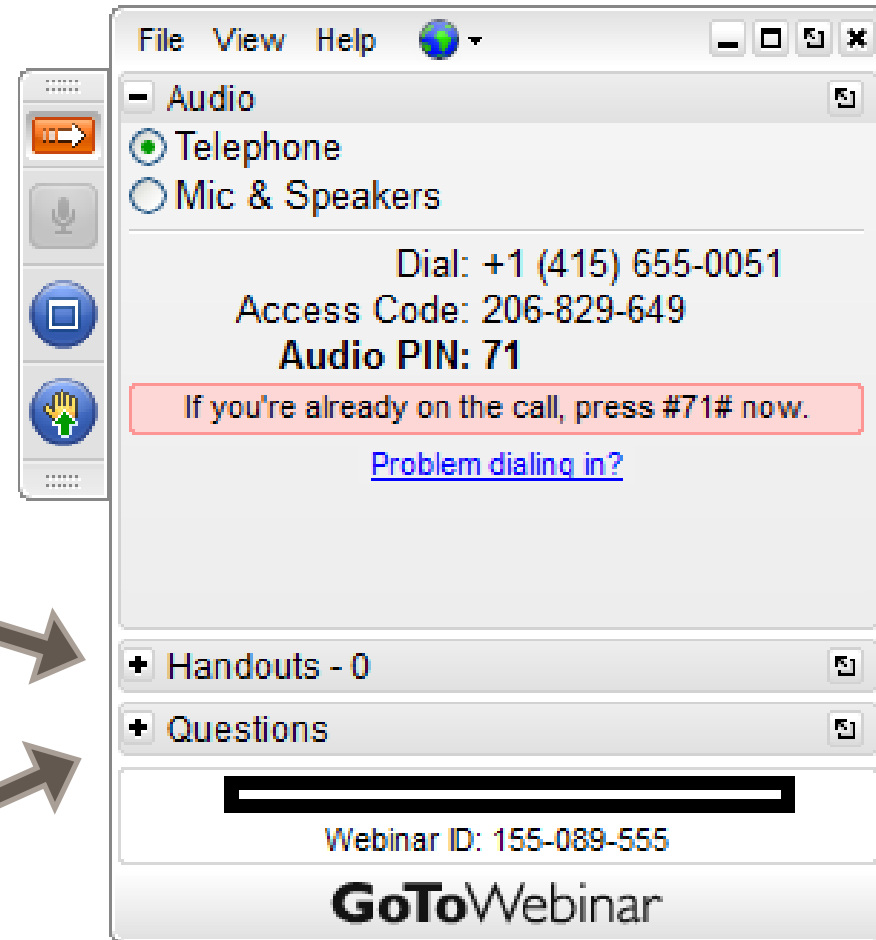 File View Help
Audio
Telephone
Mic & Speakers
Dial: +1 (415) 655-0051
Access Code: 206-829-649
Audio PIN: 71
If you're already on the call, press #71# now.
Problem dialing in?
Handouts - 0
Questions
Webinar ID: 155-089-555
GoToWebinar